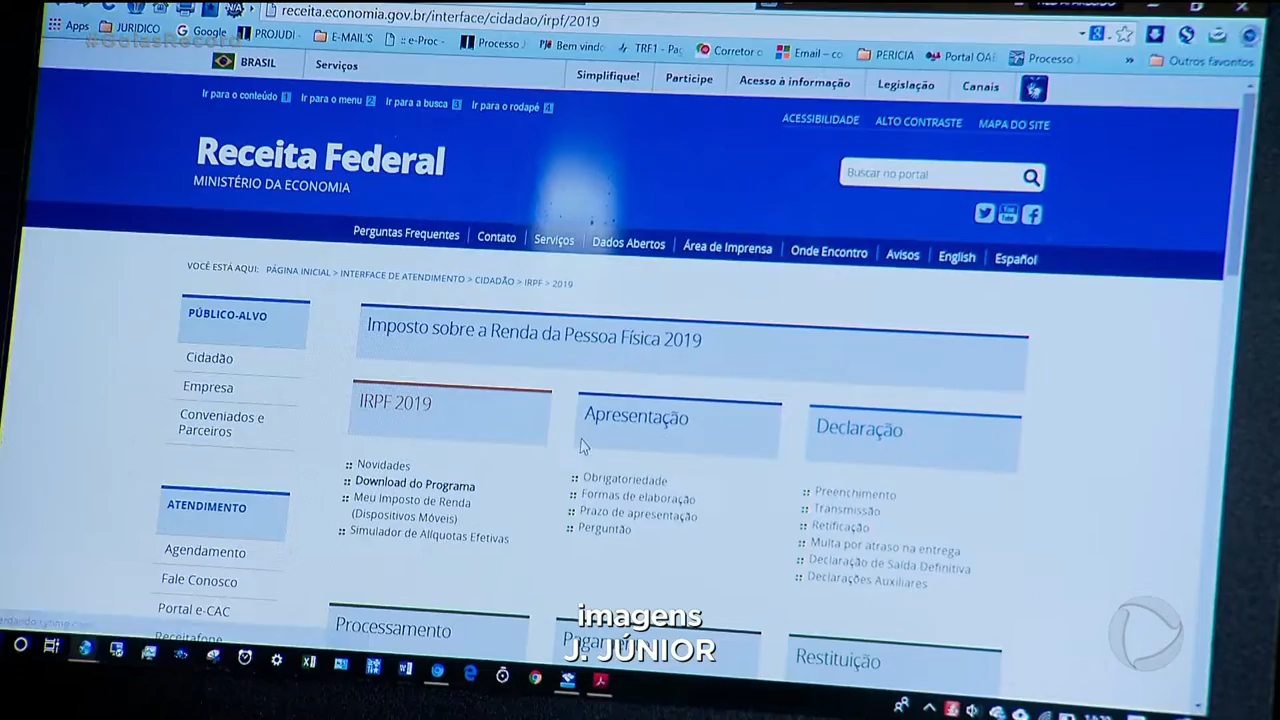 receita.economia.gov.br/interface/cidadao/irpf/2019
Apps JURIDICO Google PROJUDI - E-MAIL'S :: e-Proc - Processo J Bem vindo TRF1 - Pag Corretor o Email – co PERICIA Portal OAB Processo » Outros favoritos
#GoiasRecord
BRASIL Serviços Simplifique! Participe Acesso à informação Legislação Canais
Ir para o conteúdo 1 Ir para o menu 2 Ir para a busca 3 Ir para o rodapé 4
ACESSIBILIDADE ALTO CONTRASTE MAPA DO SITE
Receita Federal
MINISTÉRIO DA ECONOMIA
Buscar no portal
Perguntas Frequentes Contato Serviços Dados Abertos Área de Imprensa Onde Encontro Avisos English Español
VOCÊ ESTÁ AQUI: PÁGINA INICIAL > INTERFACE DE ATENDIMENTO > CIDADÃO > IRPF > 2019
PÚBLICO-ALVO
Cidadão
Empresa
Conveniados e
Parceiros
ATENDIMENTO
Agendamento
Fale Conosco
Portal e-CAC
Receitafone
Imposto sobre a Renda da Pessoa Física 2019
IRPF 2019
Novidades
Download do Programa
Meu Imposto de Renda
(Dispositivos Móveis)
Simulador de Alíquotas Efetivas
Apresentação
Obrigatoriedade
Formas de elaboração
Prazo de apresentação
Perguntão
Declaração
Preenchimento
Transmissão
Retificação
Multa por atraso na entrega
Declaração de Saída Definitiva
Declarações Auxiliares
Processamento
Restituição
imagens
J. JÚNIOR